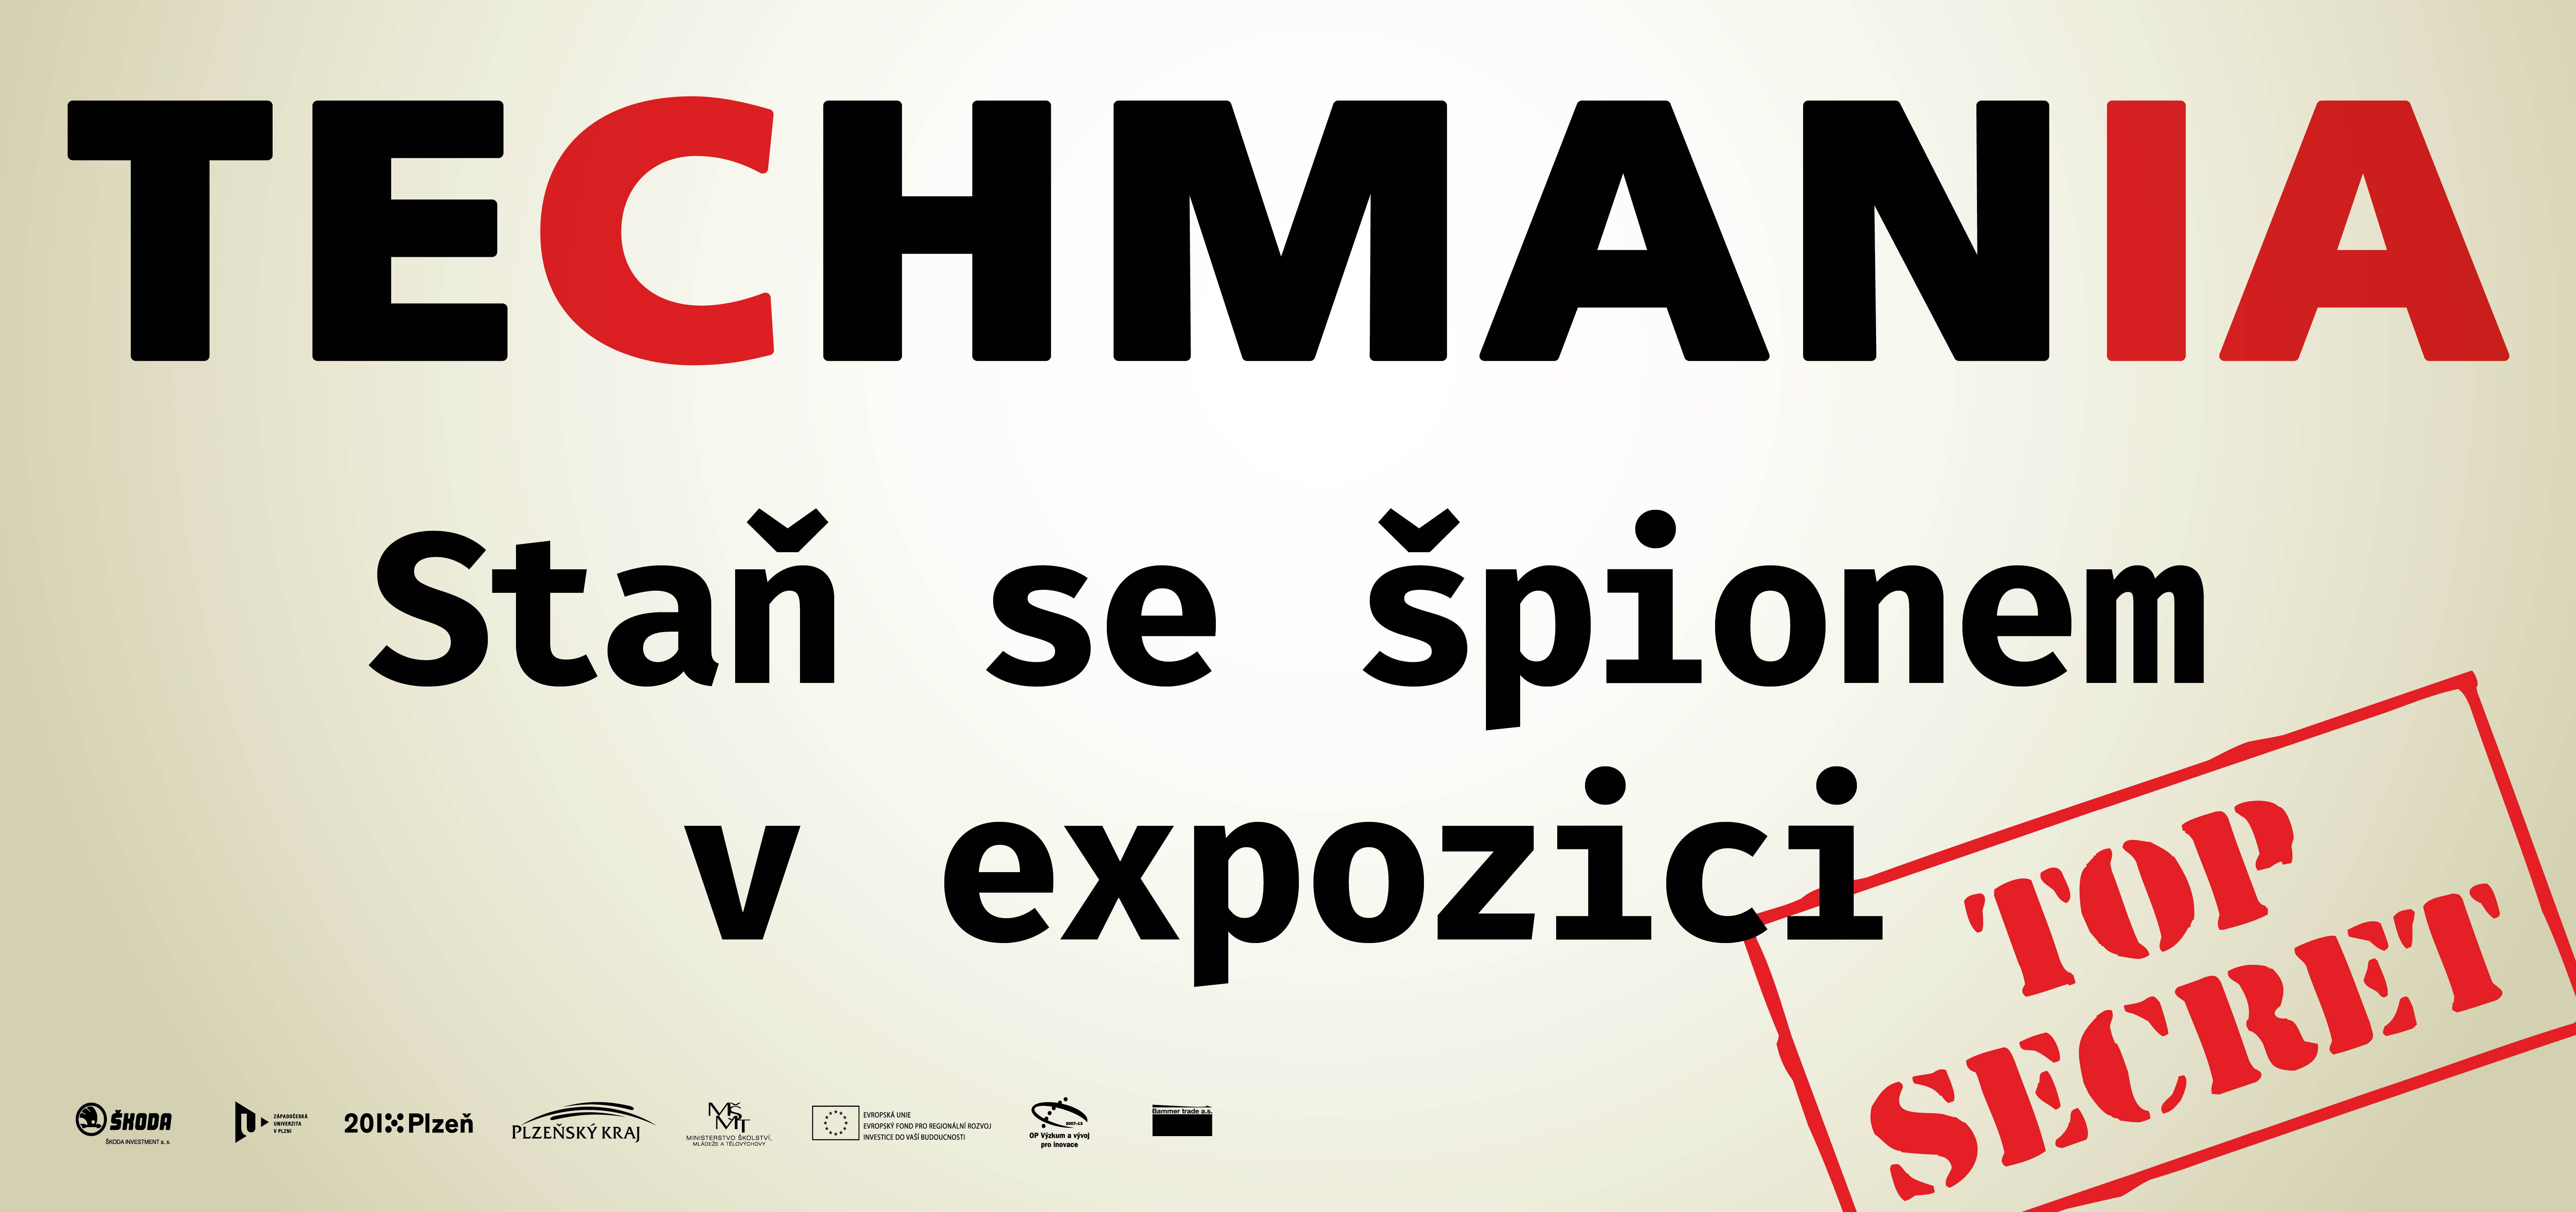 TECHMANIA
Staň se špionem
v expozici
TOP
SECRET
ŠKODA
ŠKODA INVESTMENT a. s.
ZÁPADOČESKÁ
UNIVERZITA
V PLZNI
201 Plzeň
PLZEŇSKÝ KRAJ
MŠMT
MINISTERSTVO ŠKOLSTVÍ,
MLÁDEŽE A TĚLOVÝCHOVY
EVROPSKÁ UNIE
EVROPSKÝ FOND PRO REGIONÁLNÍ ROZVOJ
INVESTICE DO VAŠÍ BUDOUCNOSTI
2007–13
OP Výzkum a vývoj
pro inovace
Bammer trade a.s.